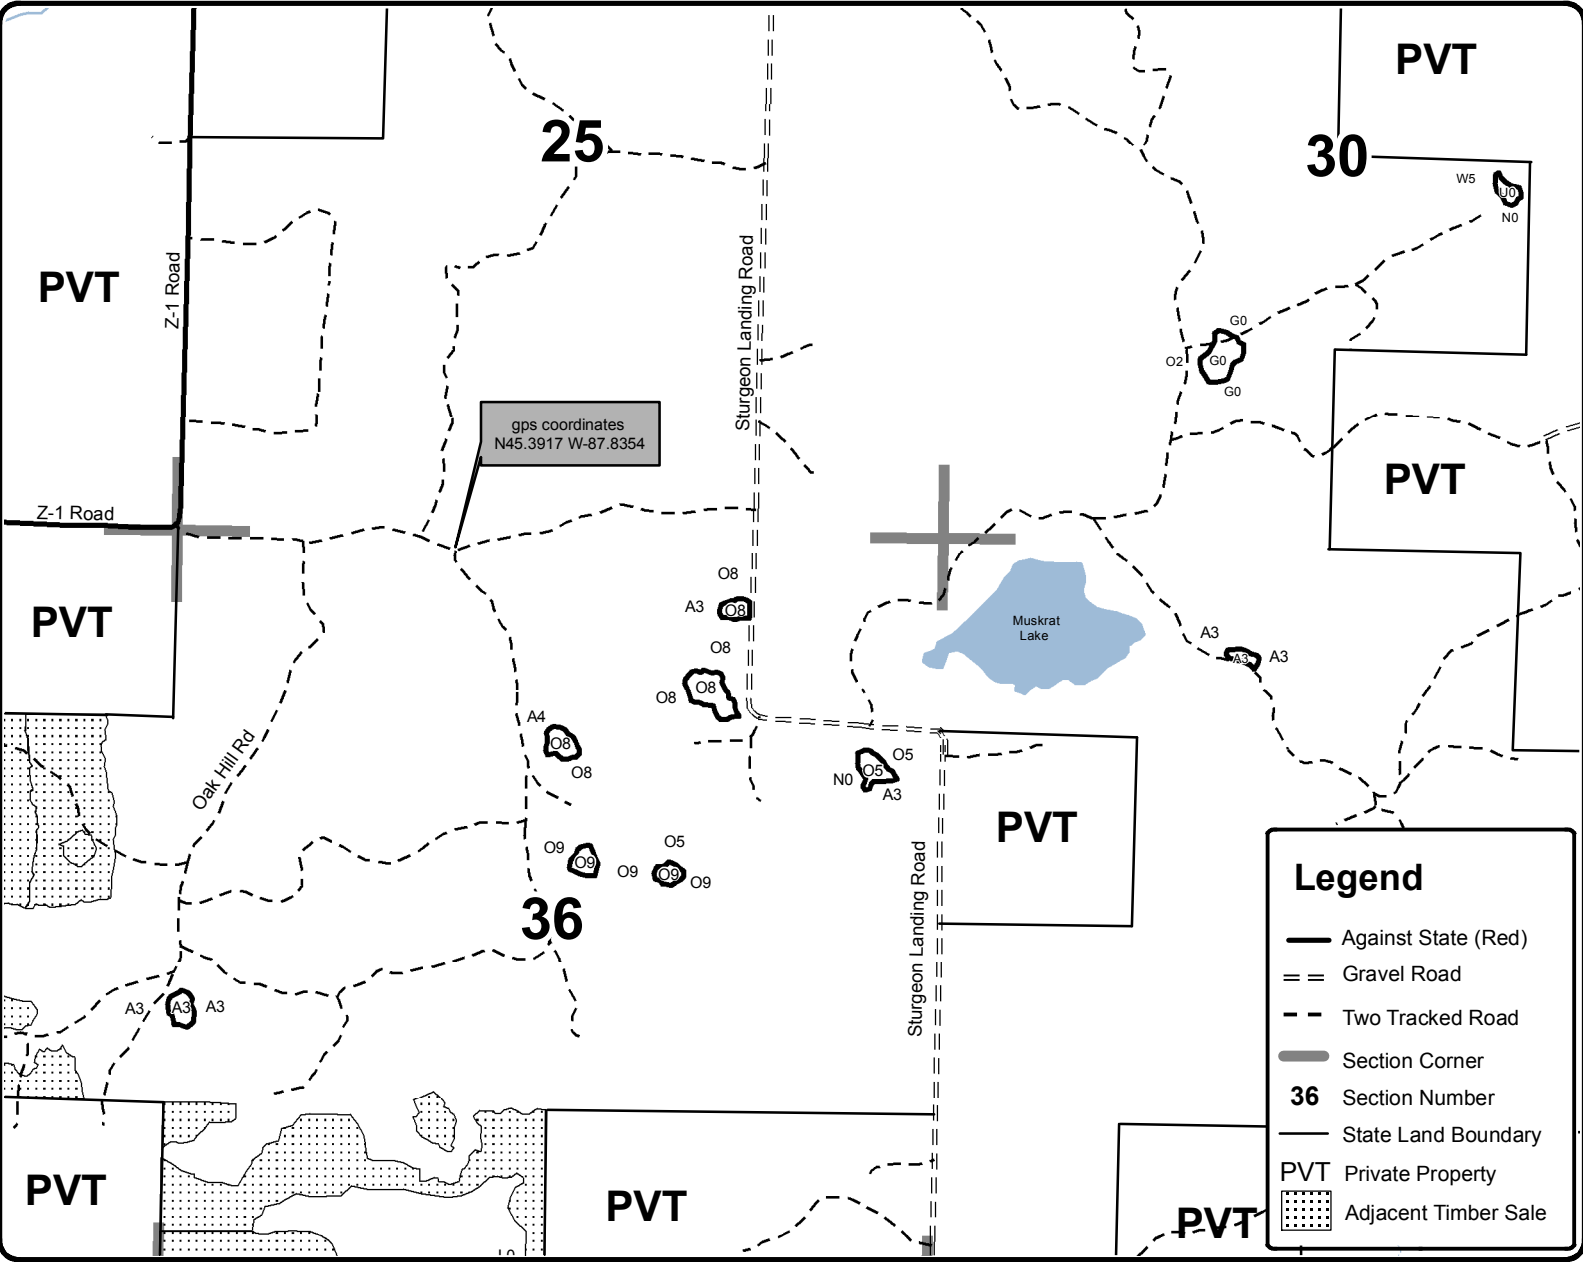 PVT
25
30
W5
U0
N0
Z-1 Road
PVT
Sturgeon Landing Road
G0
O2
G0
G0
gps coordinates
N45.3917 W-87.8354
PVT
Z-1 Road
O8
A3
O8
PVT
Muskrat
Lake
O8
A3
A3
A3
O8
O8
A4
O8
O8
Oak Hill Rd
O5
N0
O5
A3
PVT
O9
O9
O5
O9
O9
O9
36
Sturgeon Landing Road
A3
A3
A3
PVT
PVT
PVT
Legend
Against State (Red)
Gravel Road
Two Tracked Road
Section Corner
36 Section Number
State Land Boundary
PVT Private Property
Adjacent Timber Sale